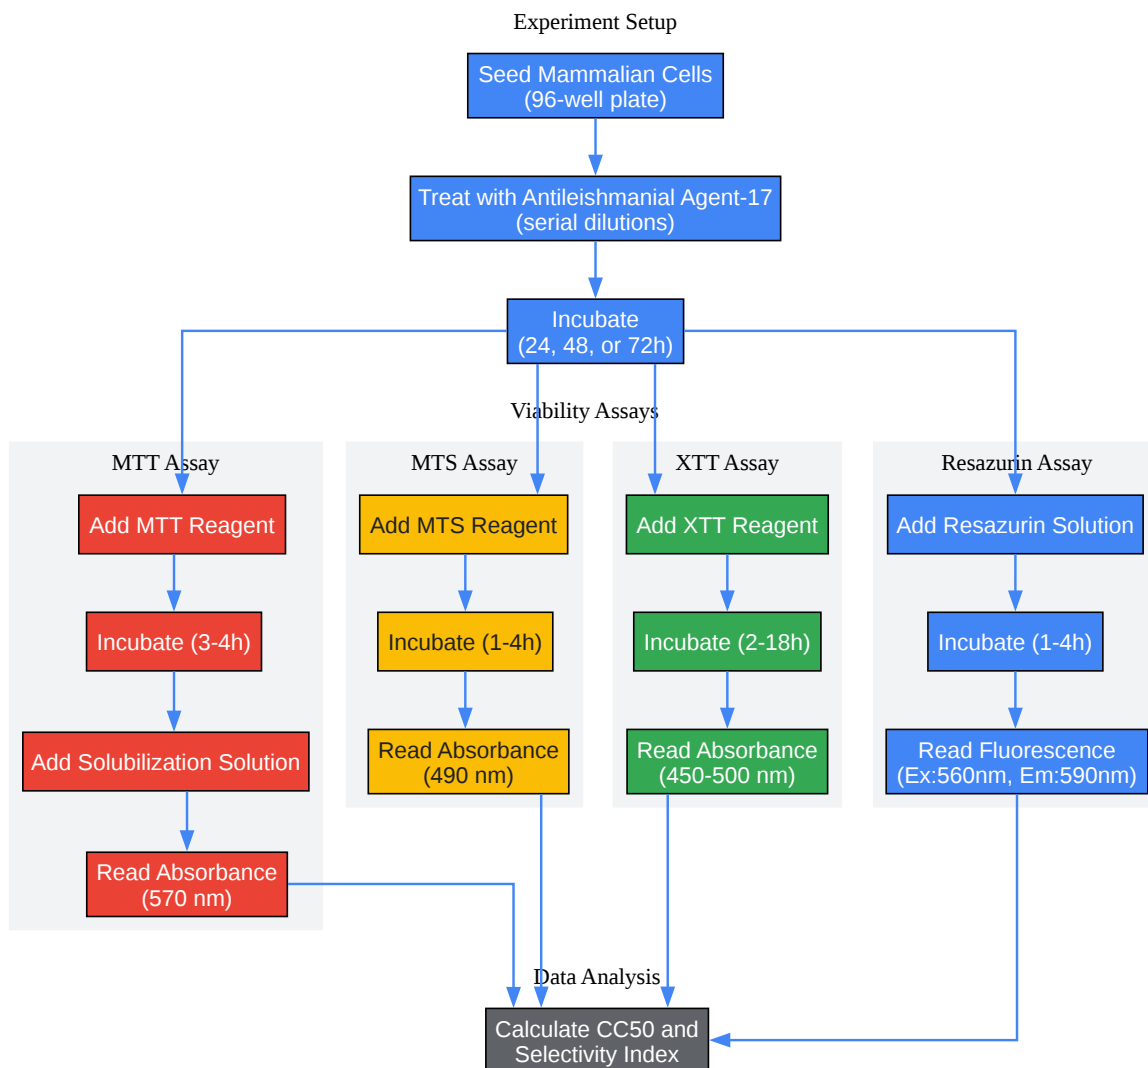 Experiment Setup
Seed Mammalian Cells
(96-well plate)
Treat with Antileishmanial Agent-17
(serial dilutions)
Incubate
(24, 48, or 72h)
Viability Assays
MTT Assay
Add MTT Reagent
Incubate (3-4h)
Add Solubilization Solution
Read Absorbance
(570 nm)
MTS Assay
Add MTS Reagent
Incubate (1-4h)
Read Absorbance
(490 nm)
XTT Assay
Add XTT Reagent
Incubate (2-18h)
Read Absorbance
(450-500 nm)
Resazurin Assay
Add Resazurin Solution
Incubate (1-4h)
Read Fluorescence
(Ex:560nm, Em:590nm)
Data Analysis
Calculate CC50 and
Selectivity Index